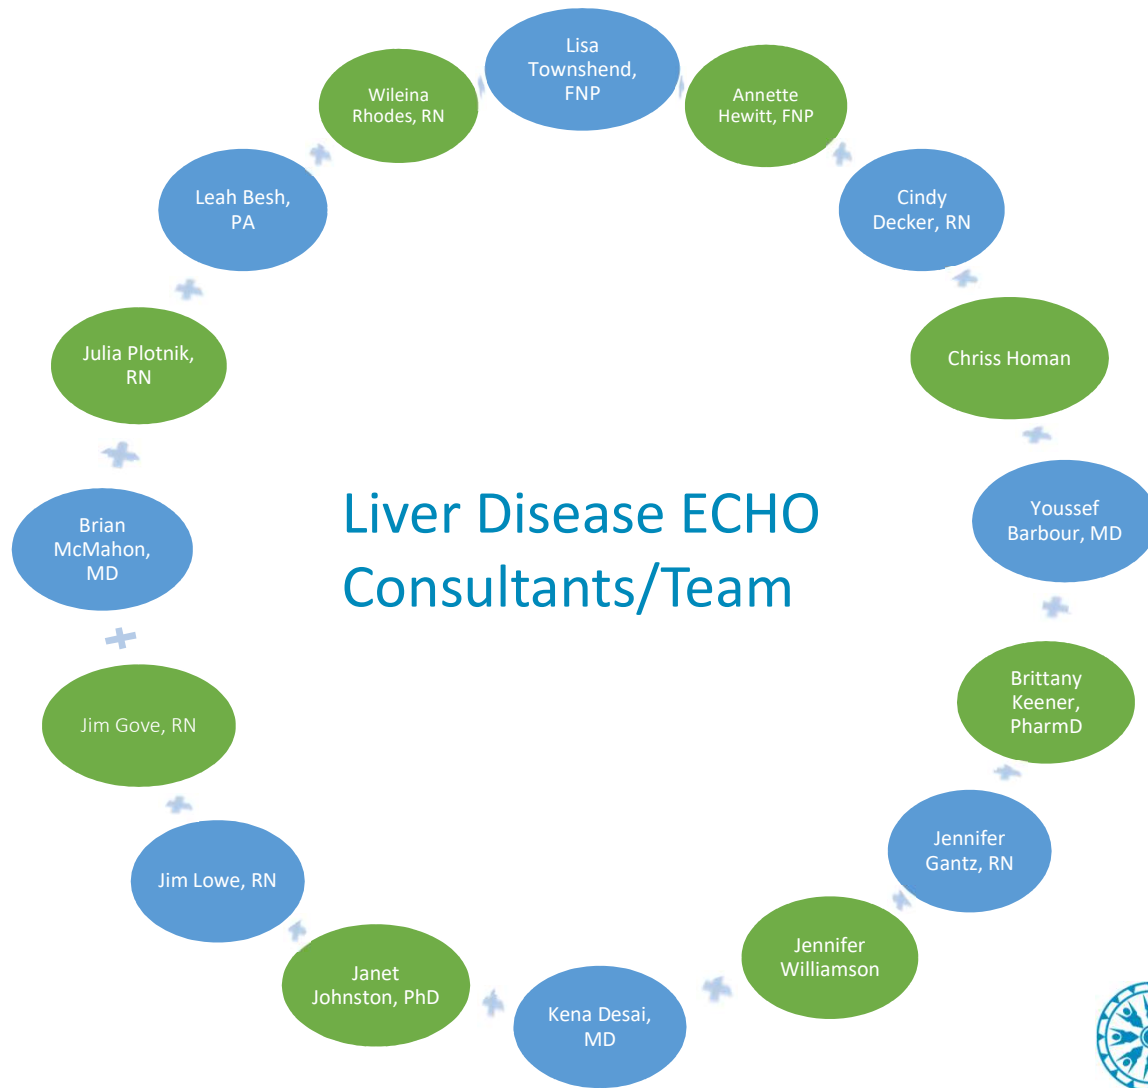 Lisa
Townshend,
FNP
Annette
Hewitt, FNP
Cindy
Decker, RN
Chriss Homan
Youssef
Barbour, MD
Brittany
Keener,
PharmD
Jennifer
Gantz, RN
Jennifer
Williamson
Kena Desai,
MD
Janet
Johnston, PhD
Jim Lowe, RN
Jim Gove, RN
Brian
McMahon,
MD
Julia Plotnik,
RN
Leah Besh,
PA
Wileina
Rhodes, RN
Liver Disease ECHO
Consultants/Team